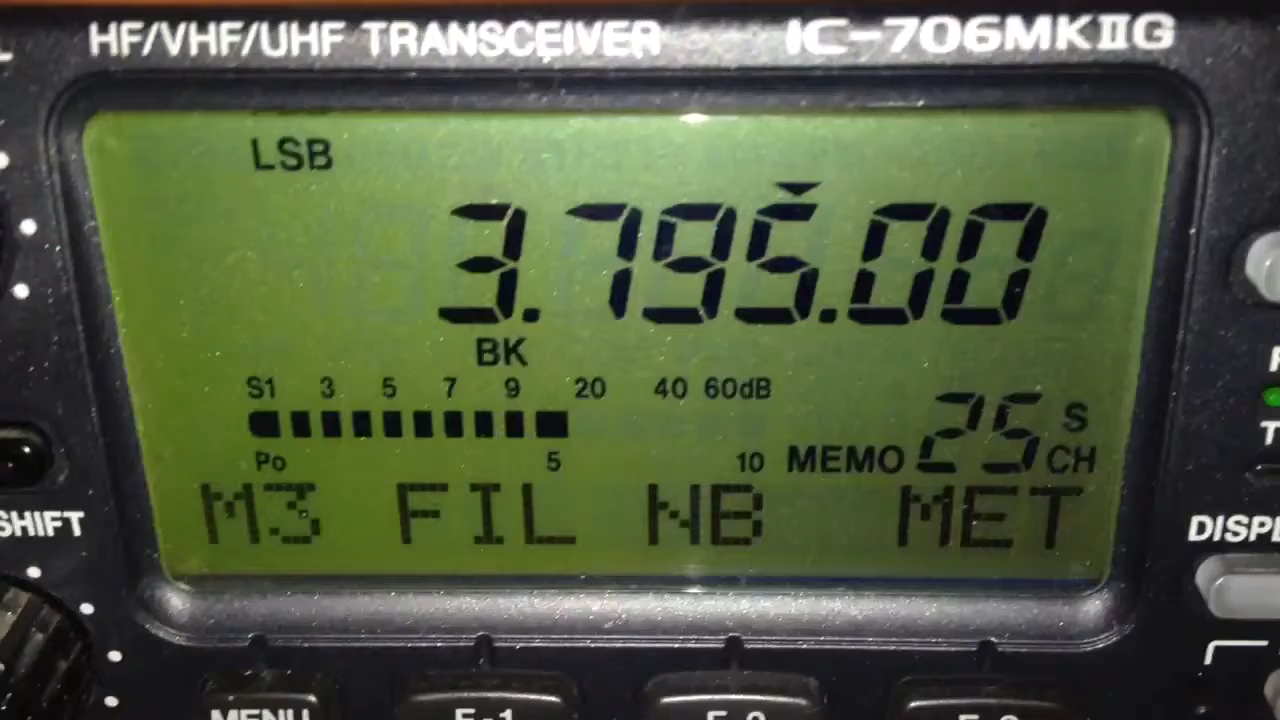 HF/VHF/UHF TRANSCEIVER IC-706MKIIG
LSB
3.795.00
BK
S1 3 5 7 9 20 40 60dB
25 S
Po 5 10 MEMO CH
M3 FIL NB MET
SHIFT
MENU